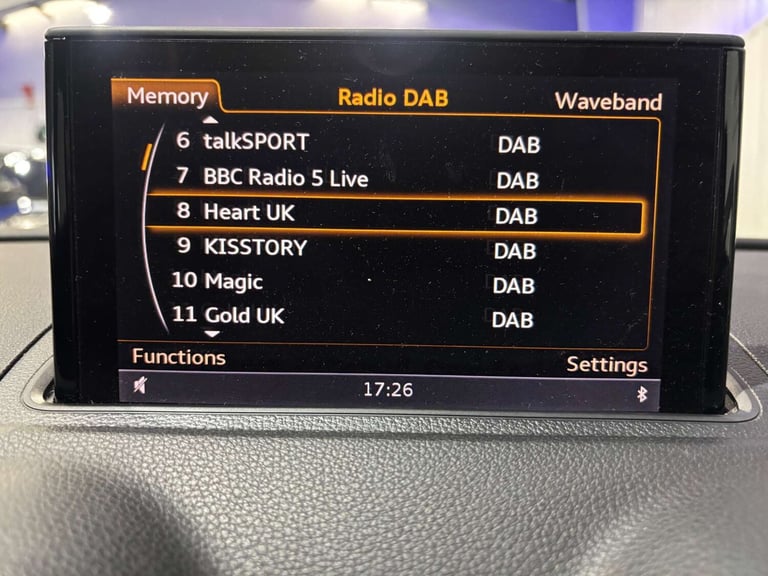 Memory Radio DAB Waveband
6 talkSPORT DAB
7 BBC Radio 5 Live DAB
8 Heart UK DAB
9 KISSTORY DAB
10 Magic DAB
11 Gold UK DAB
Functions Settings
17:26